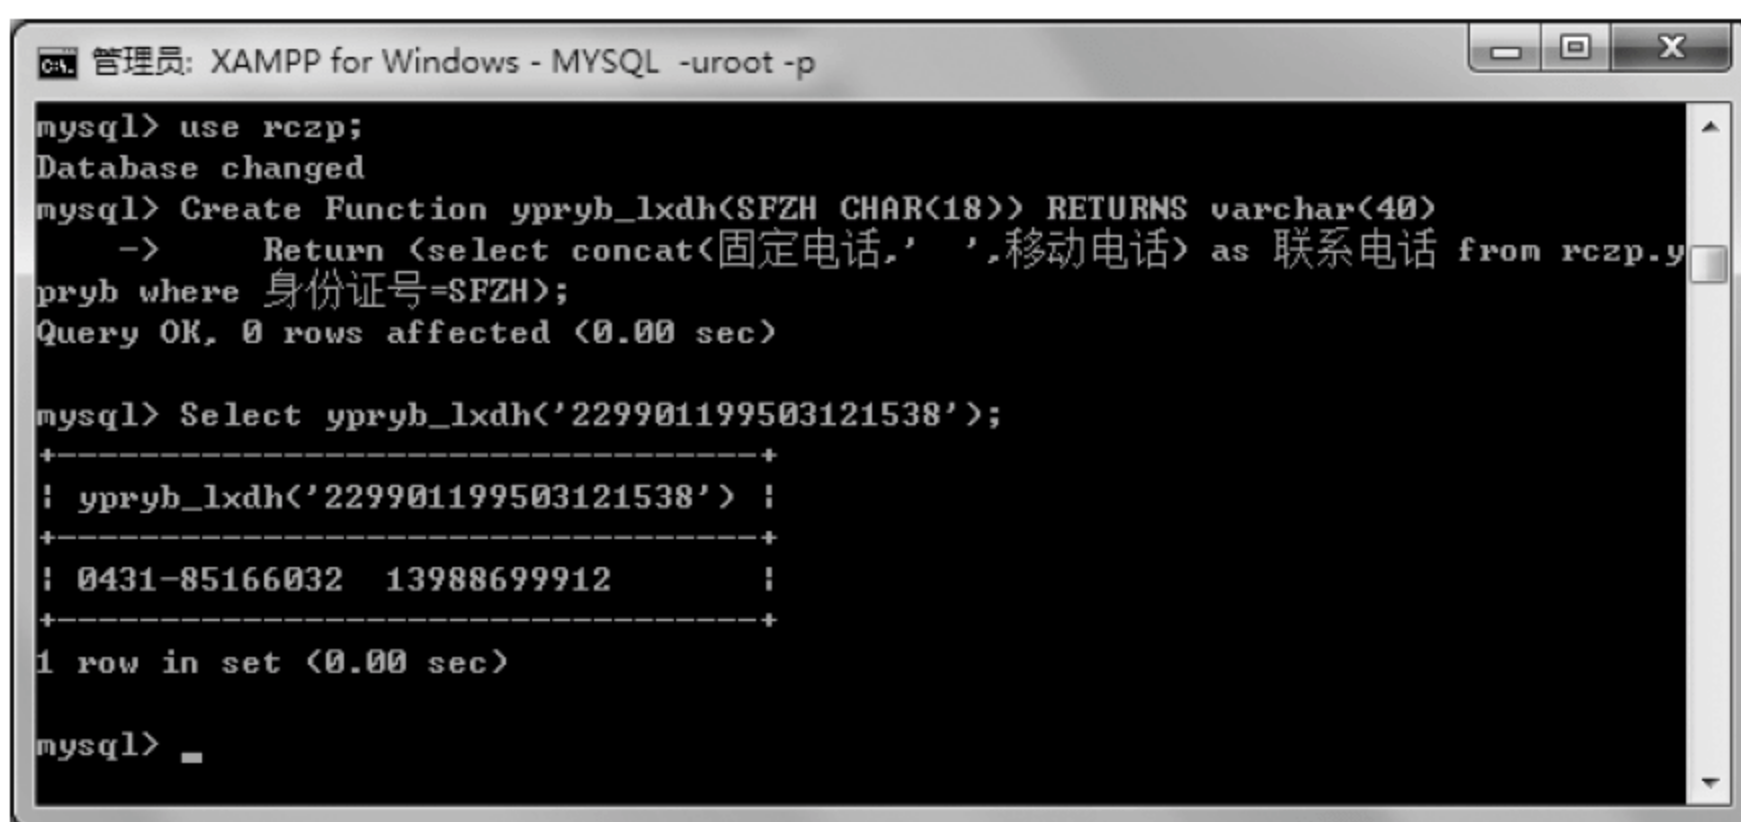 管理员: XAMPP for Windows - MYSQL -uroot -p
mysql> use rczp;
Database changed
mysql> Create Function ypryb_lxdh(SFZH CHAR(18)) RETURNS varchar(40)
    ->     Return (select concat(固定电话,'  ',移动电话) as 联系电话 from rczp.y
pryb where 身份证号=SFZH);
Query OK, 0 rows affected (0.00 sec)
mysql> Select ypryb_lxdh('229901199503121538');
+----------------------------------+
| ypryb_lxdh('229901199503121538') |
+----------------------------------+
| 0431-85166032  13988699912       |
+----------------------------------+
1 row in set (0.00 sec)
mysql> _